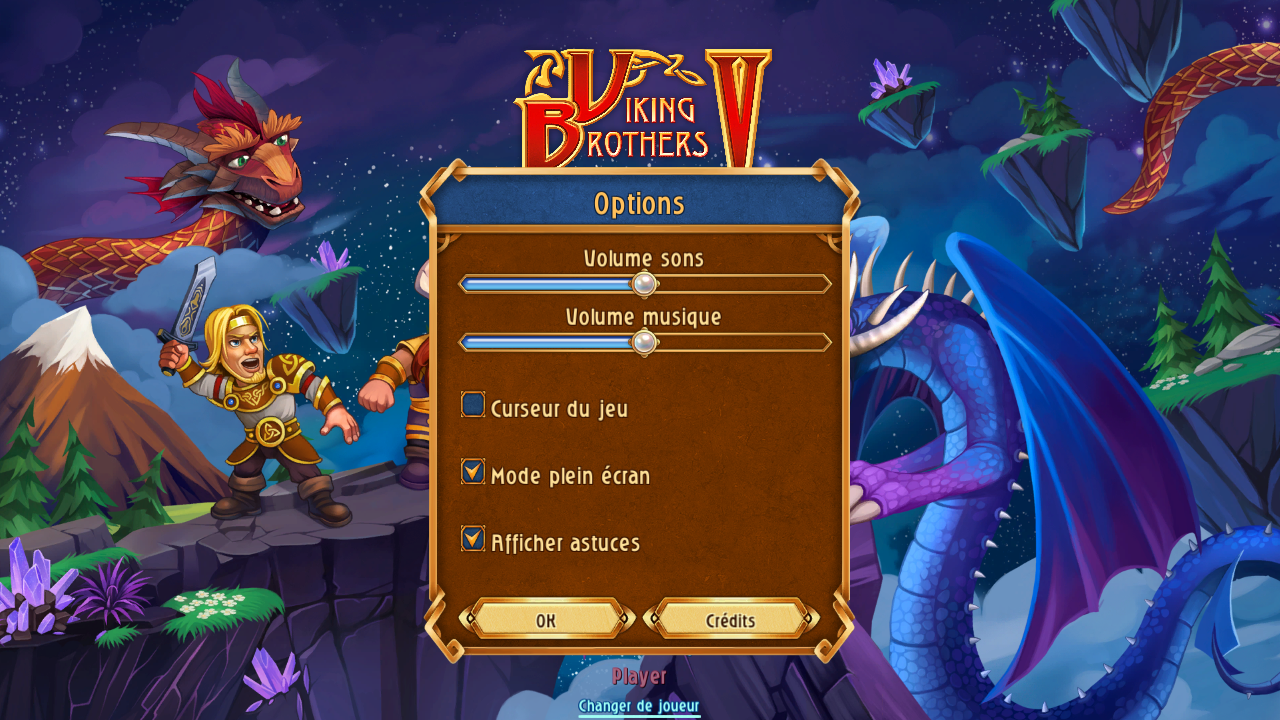 VIKING V
BROTHERS
Options
Volume sons
Volume musique
Curseur du jeu
Mode plein écran
Afficher astuces
OK
Crédits
Player
Changer de joueur